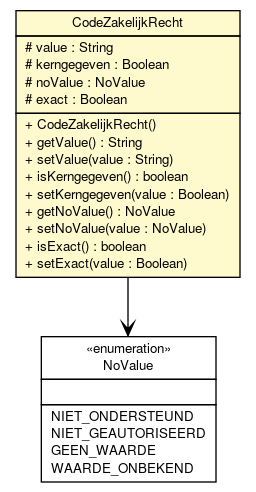 CodeZakelijkRecht
# value : String
# kerngegeven : Boolean
# noValue : NoValue
# exact : Boolean
+ CodeZakelijkRecht()
+ getValue() : String
+ setValue(value : String)
+ isKerngegeven() : boolean
+ setKerngegeven(value : Boolean)
+ getNoValue() : NoValue
+ setNoValue(value : NoValue)
+ isExact() : boolean
+ setExact(value : Boolean)
«enumeration»
NoValue
NIET_ONDERSTEUND
NIET_GEAUTORISEERD
GEEN_WAARDE
WAARDE_ONBEKEND